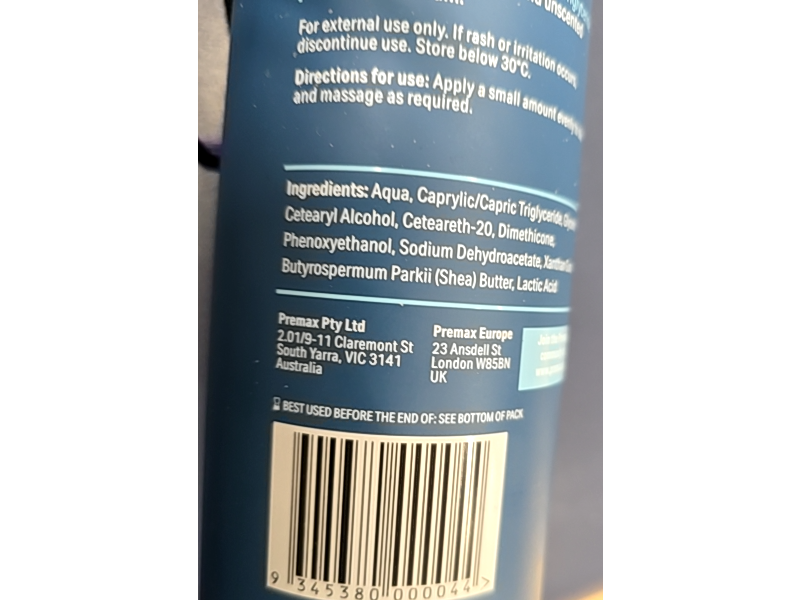 unscented
For external use only. If rash or irritation occurs,
discontinue use. Store below 30°C.
Directions for use: Apply a small amount evenly
and massage as required.
Ingredients: Aqua, Caprylic/Capric Triglyceride,
Cetearyl Alcohol, Ceteareth-20, Dimethicone,
Phenoxyethanol, Sodium Dehydroacetate, Xanthan
Butyrospermum Parkii (Shea) Butter, Lactic Acid
Premax Pty Ltd
2.01/9-11 Claremont St
South Yarra, VIC 3141
Australia
Premax Europe
23 Ansdell St
London W85BN
UK
BEST USED BEFORE THE END OF: SEE BOTTOM OF PACK
9 345380 000044 >